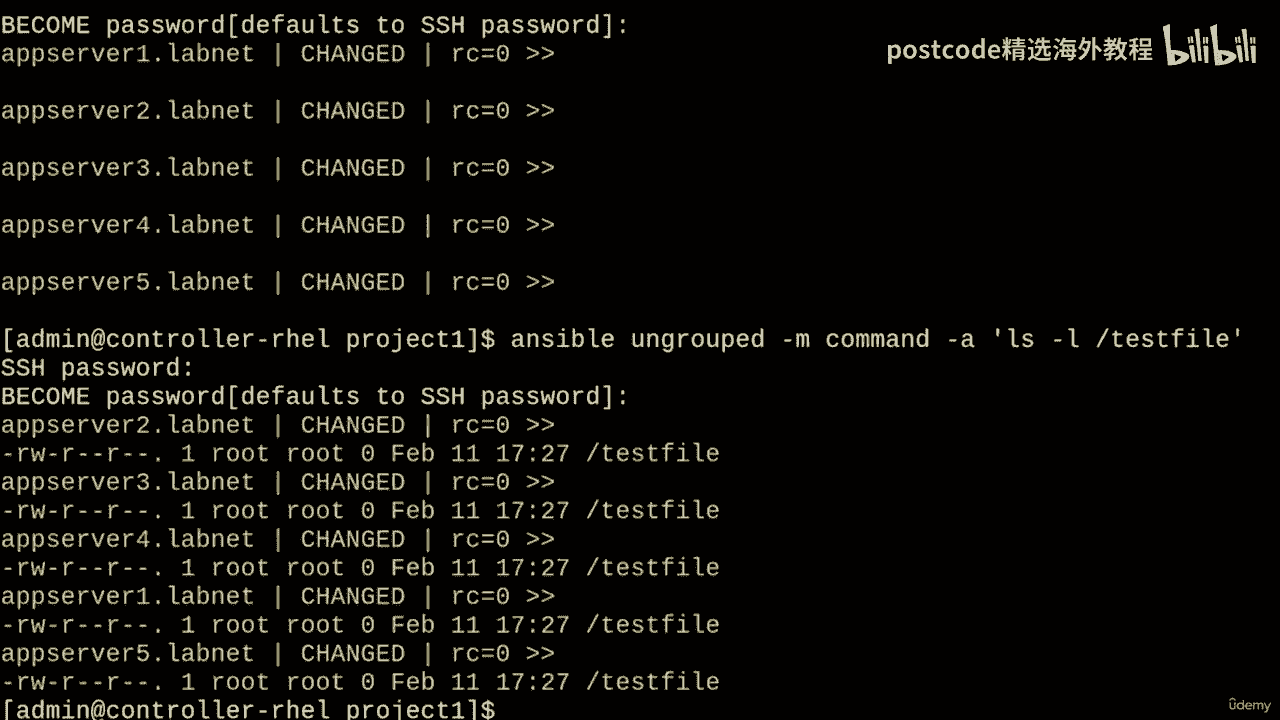 BECOME password[defaults to SSH password]:
appserver1.labnet | CHANGED | rc=0 >>
postcode精选海外教程 bilibili
appserver2.labnet | CHANGED | rc=0 >>
appserver3.labnet | CHANGED | rc=0 >>
appserver4.labnet | CHANGED | rc=0 >>
appserver5.labnet | CHANGED | rc=0 >>
[admin@controller-rhel project1]$ ansible ungrouped -m command -a 'ls -l /testfile'
SSH password:
BECOME password[defaults to SSH password]:
appserver2.labnet | CHANGED | rc=0 >>
-rw-r--r--. 1 root root 0 Feb 11 17:27 /testfile
appserver3.labnet | CHANGED | rc=0 >>
-rw-r--r--. 1 root root 0 Feb 11 17:27 /testfile
appserver4.labnet | CHANGED | rc=0 >>
-rw-r--r--. 1 root root 0 Feb 11 17:27 /testfile
appserver1.labnet | CHANGED | rc=0 >>
-rw-r--r--. 1 root root 0 Feb 11 17:27 /testfile
appserver5.labnet | CHANGED | rc=0 >>
-rw-r--r--. 1 root root 0 Feb 11 17:27 /testfile
[admin@controller-rhel project1]$
ûdemy